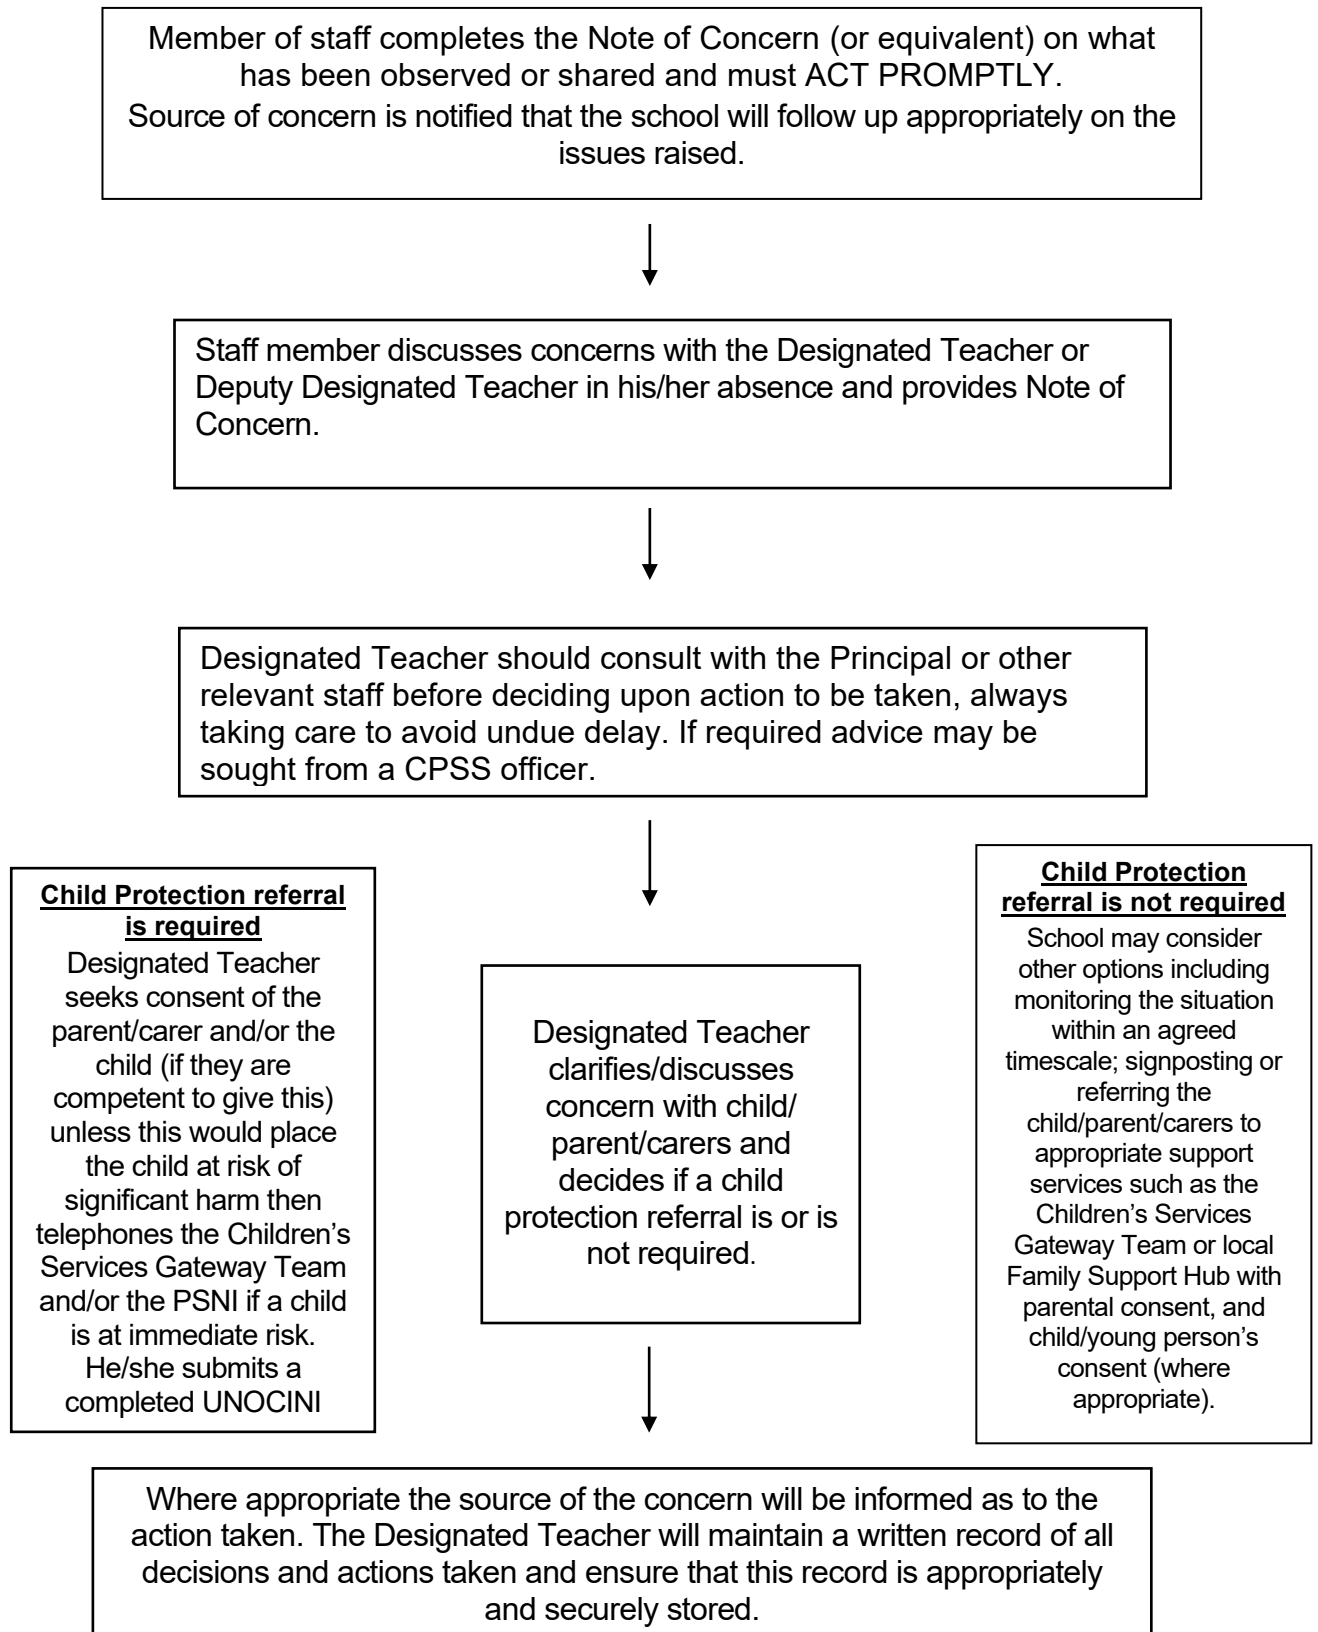 Member of staff completes the Note of Concern (or equivalent) on what
has been observed or shared and must ACT PROMPTLY.
Source of concern is notified that the school will follow up appropriately on the
issues raised.
Staff member discusses concerns with the Designated Teacher or
Deputy Designated Teacher in his/her absence and provides Note of
Concern.
Designated Teacher should consult with the Principal or other
relevant staff before deciding upon action to be taken, always
taking care to avoid undue delay. If required advice may be
sought from a CPSS officer.
Child Protection referral
is required
Designated Teacher
seeks consent of the
parent/carer and/or the
child (if they are
competent to give this)
unless this would place
the child at risk of
significant harm then
telephones the Children's
Services Gateway Team
and/or the PSNI if a child
is at immediate risk.
He/she submits a
completed UNOCINI
Designated Teacher
clarifies/discusses
concern with child/
parent/carers and
decides if a child
protection referral is or is
not required.
Child Protection
referral is not required
School may consider
other options including
monitoring the situation
within an agreed
timescale; signposting or
referring the
child/parent/carers to
appropriate support
services such as the
Children's Services
Gateway Team or local
Family Support Hub with
parental consent, and
child/young person's
consent (where
appropriate).
Where appropriate the source of the concern will be informed as to the
action taken. The Designated Teacher will maintain a written record of all
decisions and actions taken and ensure that this record is appropriately
and securely stored.